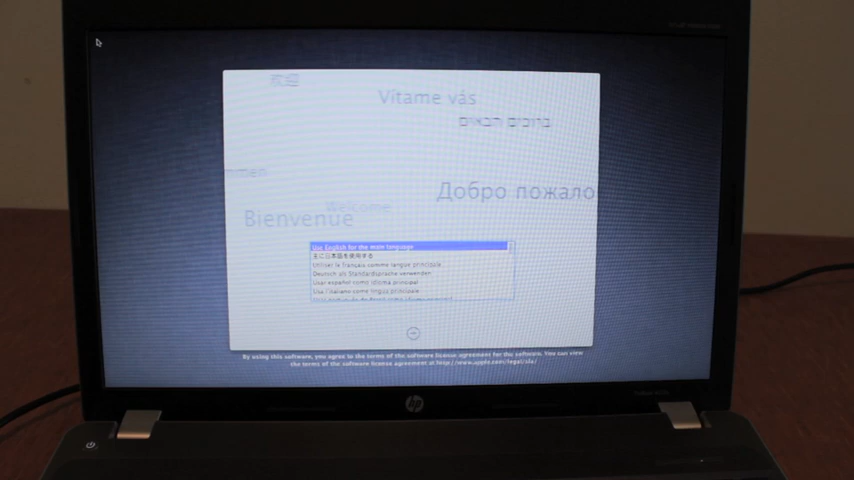 欢迎
Vítame vás
ברוכים הבאים
mmen
Добро пожало
Welcome
Bienvenue
Use English for the main language
主に日本語を使用する
Utiliser le français comme langue principale
Deutsch als Standardsprache verwenden
Usar español como idioma principal
Usa l'italiano come lingua principale
By using this software, you agree to the terms of the software license agreement for the software. You can view
the terms of the software license agreement at http://www.apple.com/legal/sla/
hp